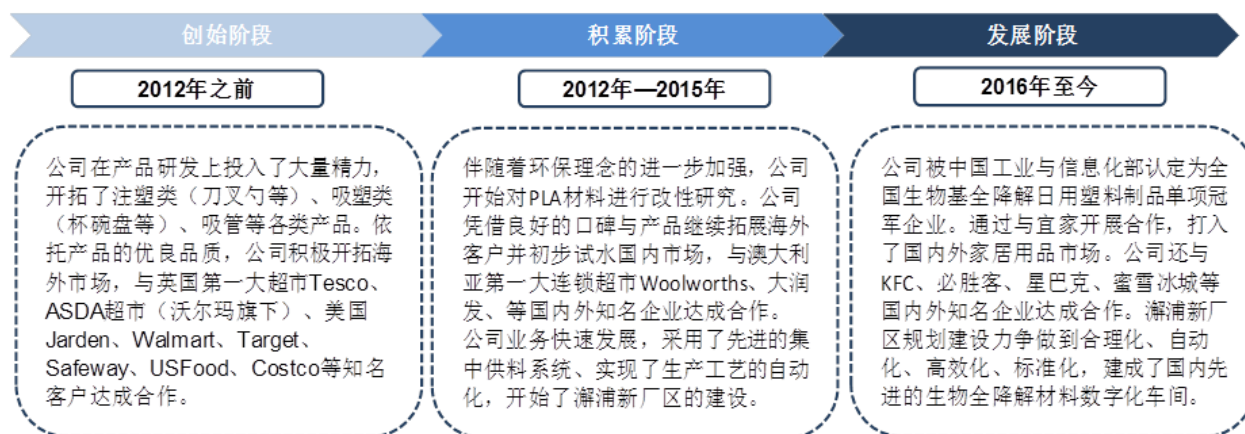 创始阶段
积累阶段
发展阶段
2012年之前
2012年—2015年
2016年至今
公司在产品研发上投入了大量精力，
开拓了注塑类（刀叉勺等）、吸塑类
（杯碗盘等）、吸管等各类产品。依
托产品的优良品质，公司积极开拓海
外市场，与英国第一大超市Tesco、
ASDA超市（沃尔玛旗下）、美国
Jarden、Walmart、Target、
Safeway、USFood、Costco等知名
客户达成合作。
伴随着环保理念的进一步加强，公司
开始对PLA材料进行改性研究。公司
凭借良好的口碑与产品继续拓展海外
客户并初步试水国内市场，与澳大利
亚第一大连锁超市Woolworths、大润
发、等国内外知名企业达成合作。
公司业务快速发展，采用了先进的集
中供料系统、实现了生产工艺的自动
化，开始了澥浦新厂区的建设。
公司被中国工业与信息化部认定为全
国生物基全降解日用塑料制品单项冠
军企业。通过与宜家开展合作，打入
了国内外家居用品市场。公司还与
KFC、必胜客、星巴克、蜜雪冰城等
国内外知名企业达成合作。澥浦新厂
区规划建设力争做到合理化、自动
化、高效化、标准化，建成了国内先
进的生物全降解材料数字化车间。